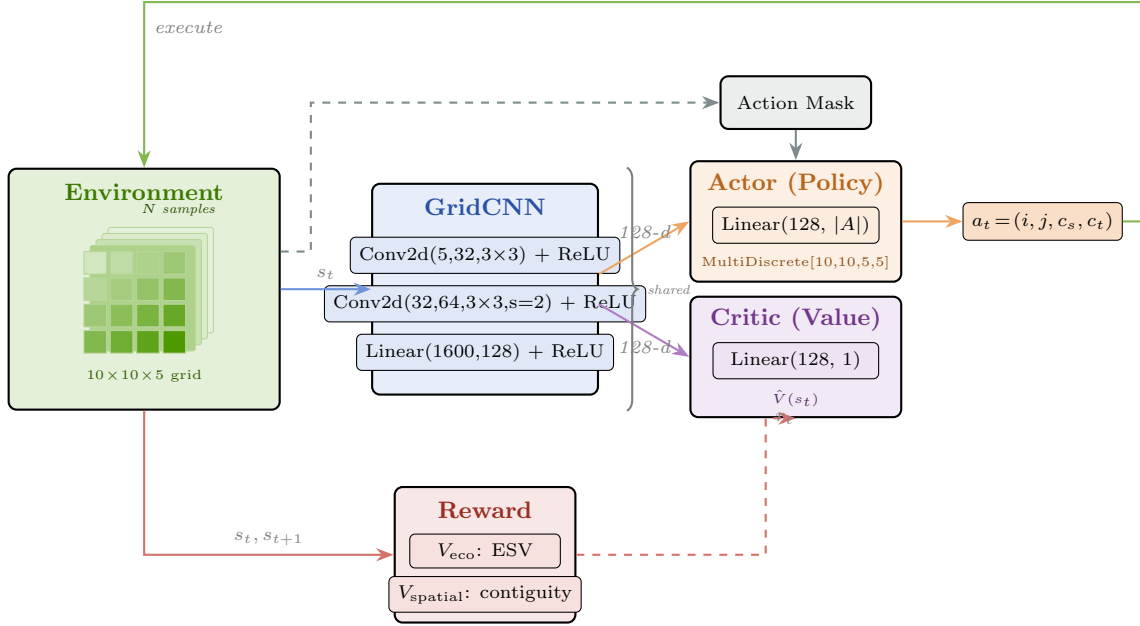 execute
Action Mask
Environment
N samples
10×10×5 grid
s_t
GridCNN
Conv2d(5,32,3×3) + ReLU
Conv2d(32,64,3×3,s=2) + ReLU
Linear(1600,128) + ReLU
128-d
shared
128-d
Actor (Policy)
Linear(128, |A|)
MultiDiscrete[10,10,5,5]
a_t=(i, j, c_s, c_t)
Critic (Value)
Linear(128, 1)
V̂(s_t)
s_t, s_{t+1}
Reward
V_eco: ESV
V_spatial: contiguity